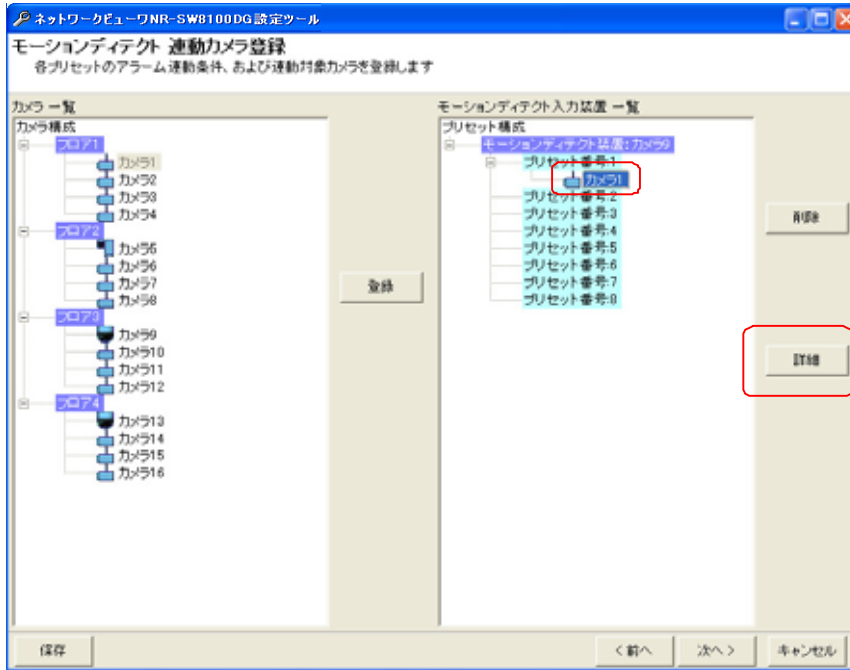 ネットワークビューワNR-SW8100DG 設定ツール
モーションディテクト 連動カメラ登録
各プリセットのアラーム連動条件、および連動対象カメラを登録します
カメラ 一覧
カメラ構成
フロア1
カメラ1
カメラ2
カメラ3
カメラ4
フロア2
カメラ5
カメラ6
カメラ7
カメラ8
フロア3
カメラ9
カメラ10
カメラ11
カメラ12
フロア4
カメラ13
カメラ14
カメラ15
カメラ16
登録
モーションディテクト入力装置 一覧
プリセット構成
モーションディテクト装置:カメラ9
プリセット番号:1
カメラ1
プリセット番号:2
プリセット番号:3
プリセット番号:4
プリセット番号:5
プリセット番号:6
プリセット番号:7
プリセット番号:8
削除
詳細
保存
<前へ
次へ>
キャンセル